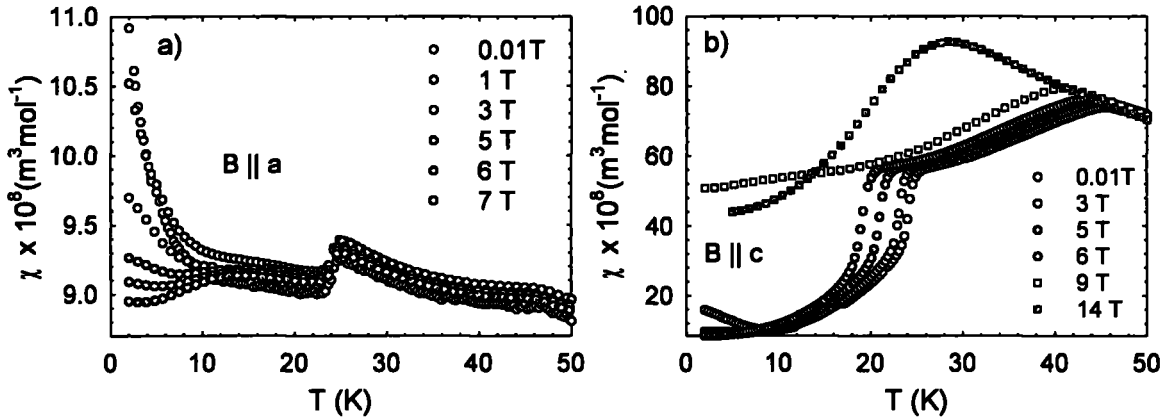 a)
11.0
10.5
10.0
9.5
9.0
χ x 10⁸(m³mol⁻¹)
B || a
0.01T
1 T
3 T
5 T
6 T
7 T
0 10 20 30 40 50
T (K)
b)
100
80
60
40
20
χ x 10⁸(m³mol⁻¹)
B || c
0.01T
3 T
5 T
6 T
9 T
14 T
0 10 20 30 40 50
T (K)